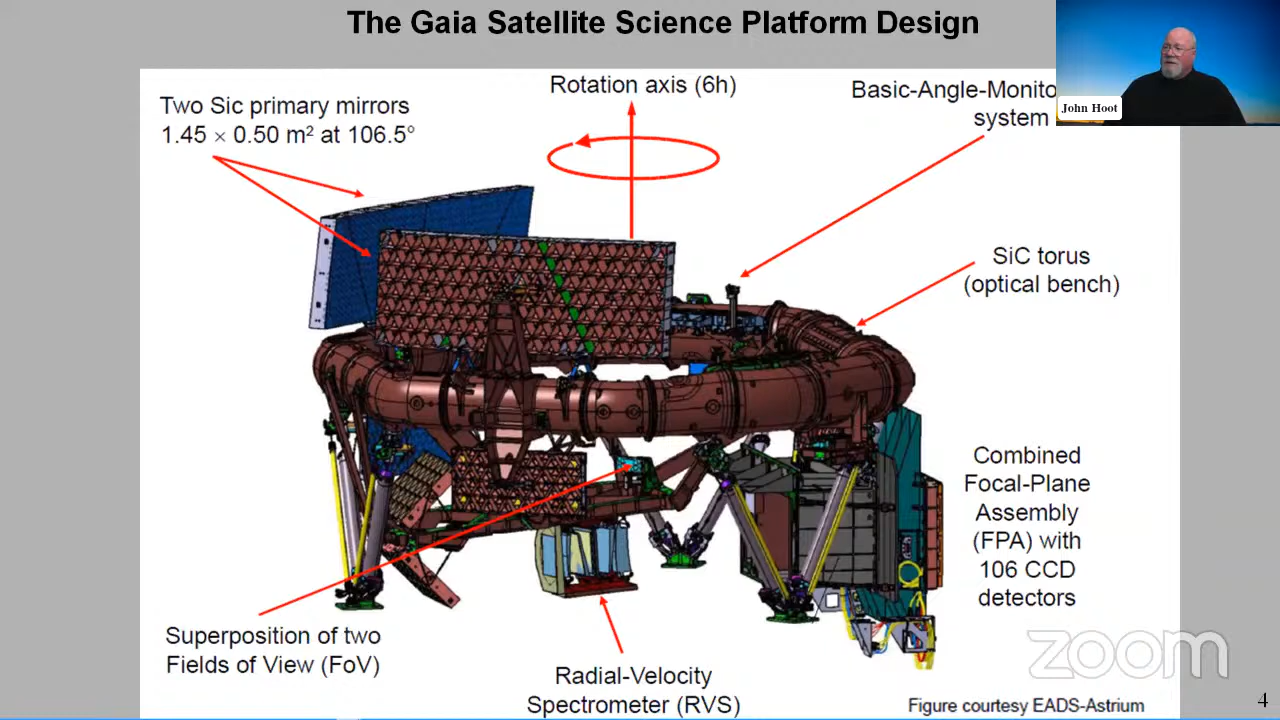 The Gaia Satellite Science Platform Design
John Hoot
Two Sic primary mirrors
1.45 × 0.50 m² at 106.5°
Rotation axis (6h)
Basic-Angle-Monito
system
SiC torus
(optical bench)
Combined
Focal-Plane
Assembly
(FPA) with
106 CCD
detectors
Superposition of two
Fields of View (FoV)
Radial-Velocity
Spectrometer (RVS)
zoom
Figure courtesy EADS-Astrium
4